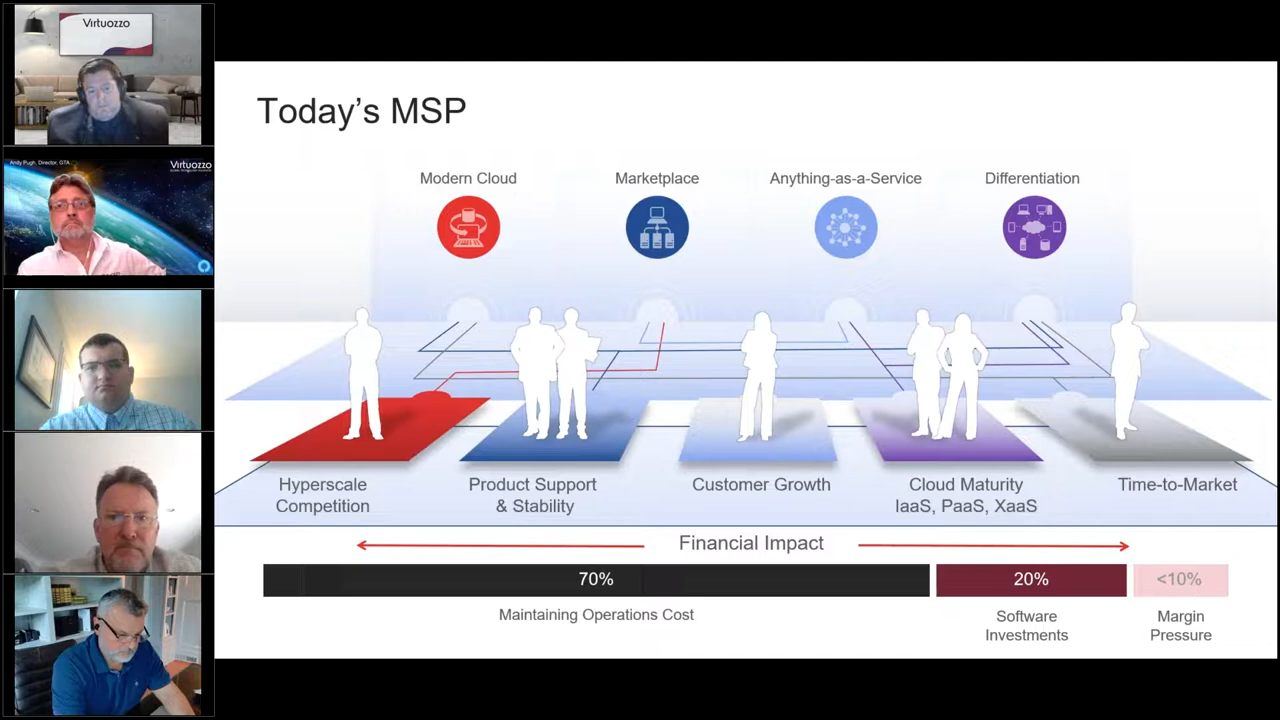 Virtuozzo
Andy Pugh, Director, GTA
Virtuozzo
Today's MSP
Modern Cloud
Marketplace
Anything-as-a-Service
Differentiation
Hyperscale
Competition
Product Support
& Stability
Customer Growth
Cloud Maturity
IaaS, PaaS, XaaS
Time-to-Market
Financial Impact
70%
20%
<10%
Maintaining Operations Cost
Software
Investments
Margin
Pressure